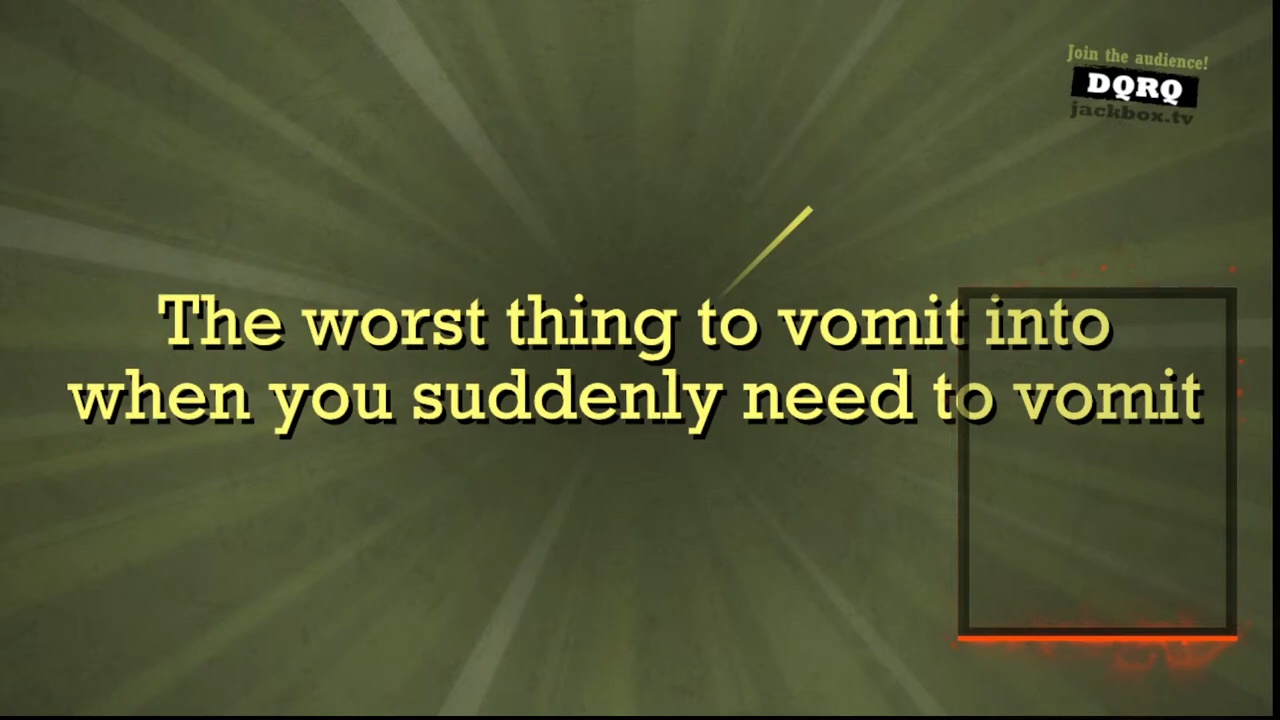 Join the audience!
DQRQ
jackbox.tv
The worst thing to vomit into
when you suddenly need to vomit